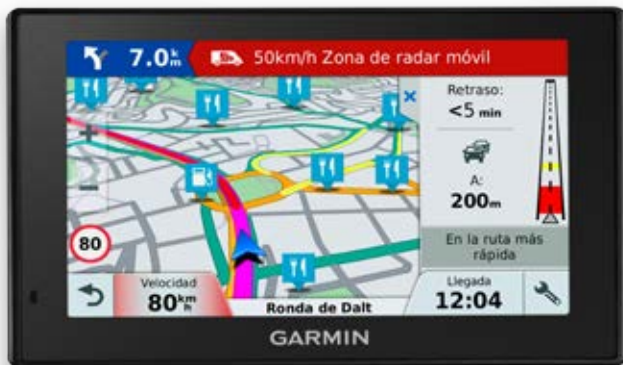 7.0 km
50km/h Zona de radar móvil
Retraso:
<5 min
A:
200m
En la ruta más
rápida
80
Velocidad
80 km/h
Ronda de Dalt
Llegada
12:04
GARMIN